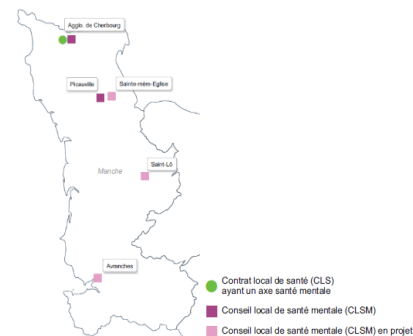 Agglo. de Cherbourg
Picauville
Sainte-mère-Eglise
Saint-Lô
Manche
Avranches
Contrat local de santé (CLS)
ayant un axe santé mentale
Conseil local de santé mentale (CLSM)
Conseil local de santé mentale (CLSM) en projet